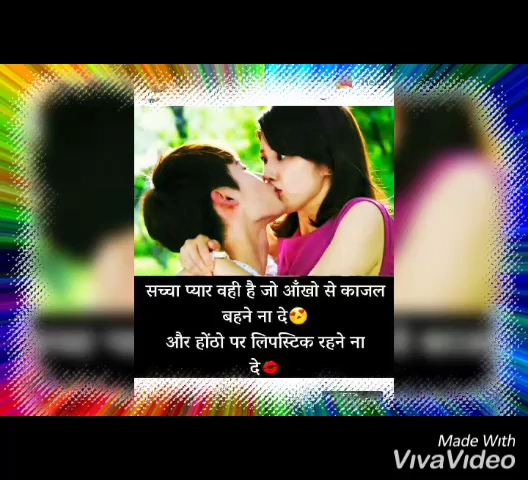 सच्चा प्यार वही है जो आँखो से काजल
बहने ना दे😍
और होंठो पर लिपस्टिक रहने ना
दे💋
Made With
VivaVideo